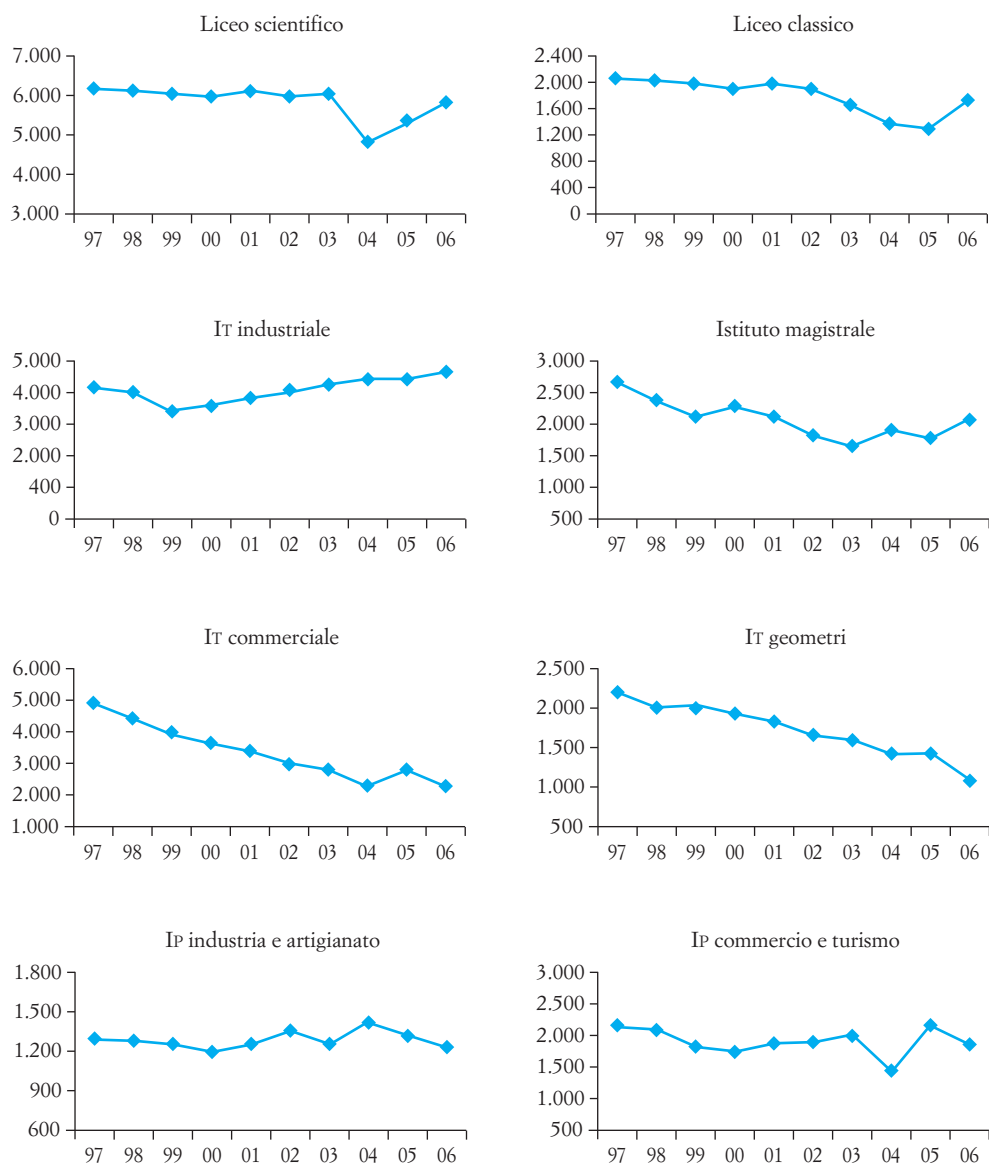 Liceo scientifico
7.000
6.000
5.000
4.000
3.000
97 98 99 00 01 02 03 04 05 06
Liceo classico
2.400
2.000
1.600
1.200
800
400
0
97 98 99 00 01 02 03 04 05 06
IT industriale
5.000
4.000
3.000
2.000
400
0
97 98 99 00 01 02 03 04 05 06
Istituto magistrale
3.000
2.500
2.000
1.500
1.000
500
97 98 99 00 01 02 03 04 05 06
IT commerciale
6.000
5.000
4.000
3.000
2.000
1.000
97 98 99 00 01 02 03 04 05 06
IT geometri
2.500
2.000
1.500
1.000
500
97 98 99 00 01 02 03 04 05 06
IP industria e artigianato
1.800
1.500
1.200
900
600
97 98 99 00 01 02 03 04 05 06
IP commercio e turismo
3.000
2.500
2.000
1.500
1.000
500
97 98 99 00 01 02 03 04 05 06